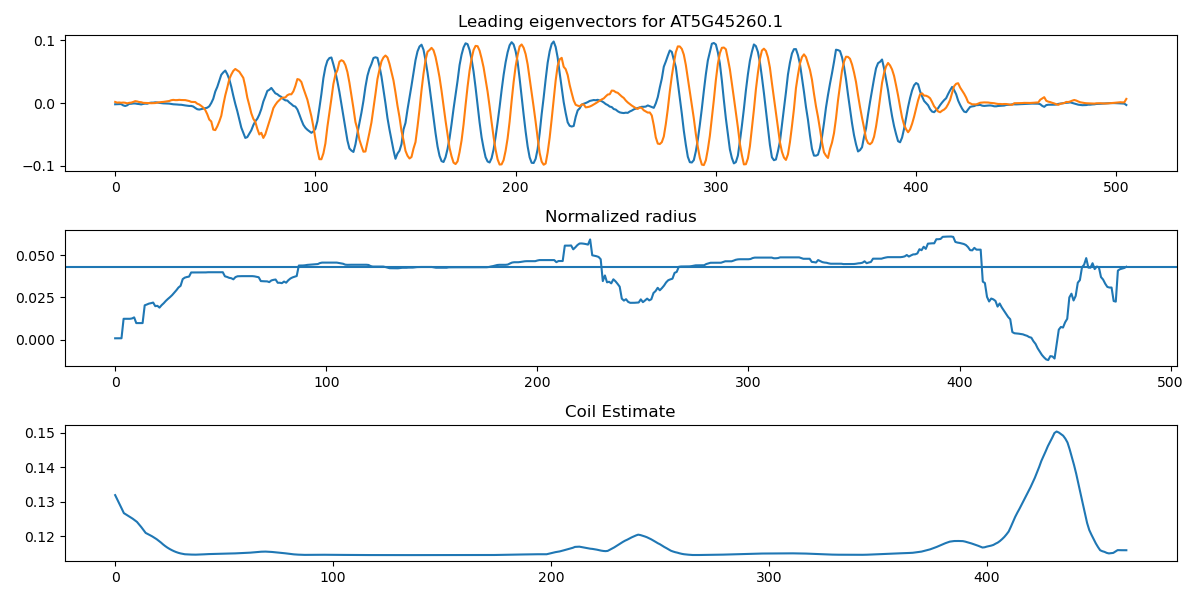 Leading eigenvectors for AT5G45260.1
0.1
0.0
−0.1
0 100 200 300 400 500
Normalized radius
0.050
0.025
0.000
0 100 200 300 400 500
Coil Estimate
0.15
0.14
0.13
0.12
0 100 200 300 400